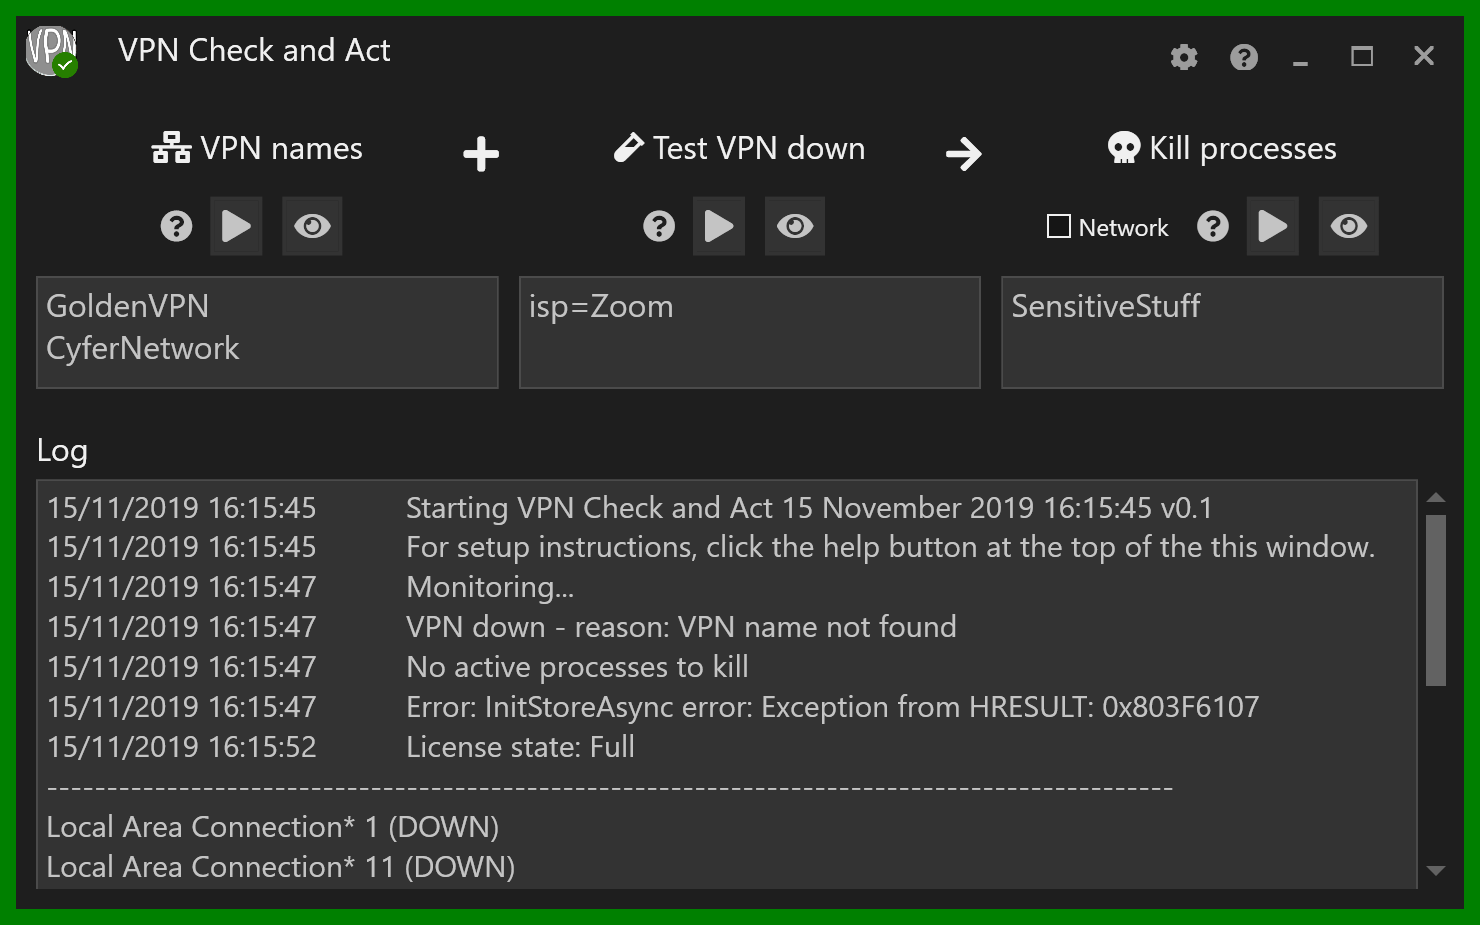 VPN
VPN Check and Act
VPN names
Test VPN down
Kill processes
Network
GoldenVPN
CyferNetwork
isp=Zoom
SensitiveStuff
Log
15/11/2019 16:15:45 Starting VPN Check and Act 15 November 2019 16:15:45 v0.1
15/11/2019 16:15:45 For setup instructions, click the help button at the top of the this window.
15/11/2019 16:15:47 Monitoring...
15/11/2019 16:15:47 VPN down - reason: VPN name not found
15/11/2019 16:15:47 No active processes to kill
15/11/2019 16:15:47 Error: InitStoreAsync error: Exception from HRESULT: 0x803F6107
15/11/2019 16:15:52 License state: Full
----------------------------------------------------------------------------------------------
Local Area Connection* 1 (DOWN)
Local Area Connection* 11 (DOWN)